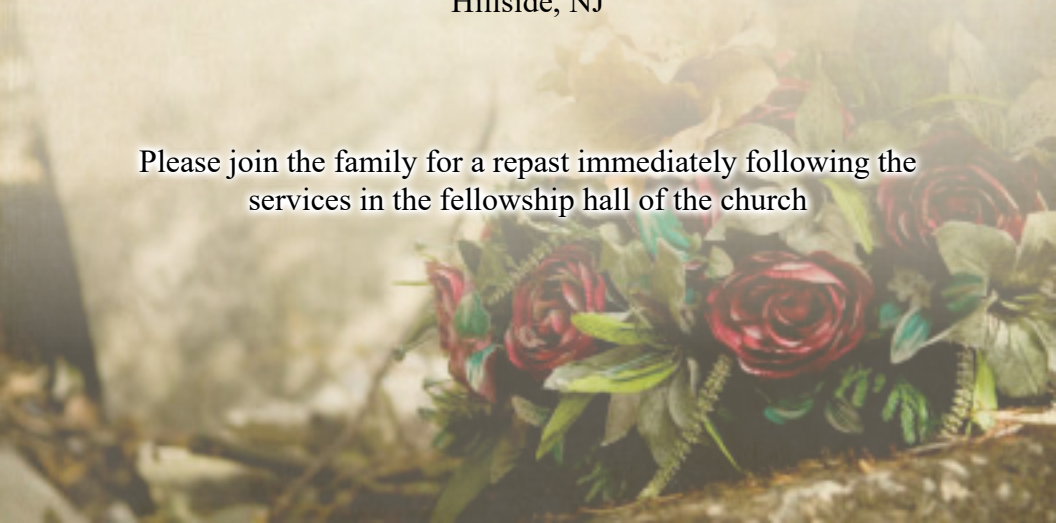 Hillside, NJ
Please join the family for a repast immediately following the
services in the fellowship hall of the church